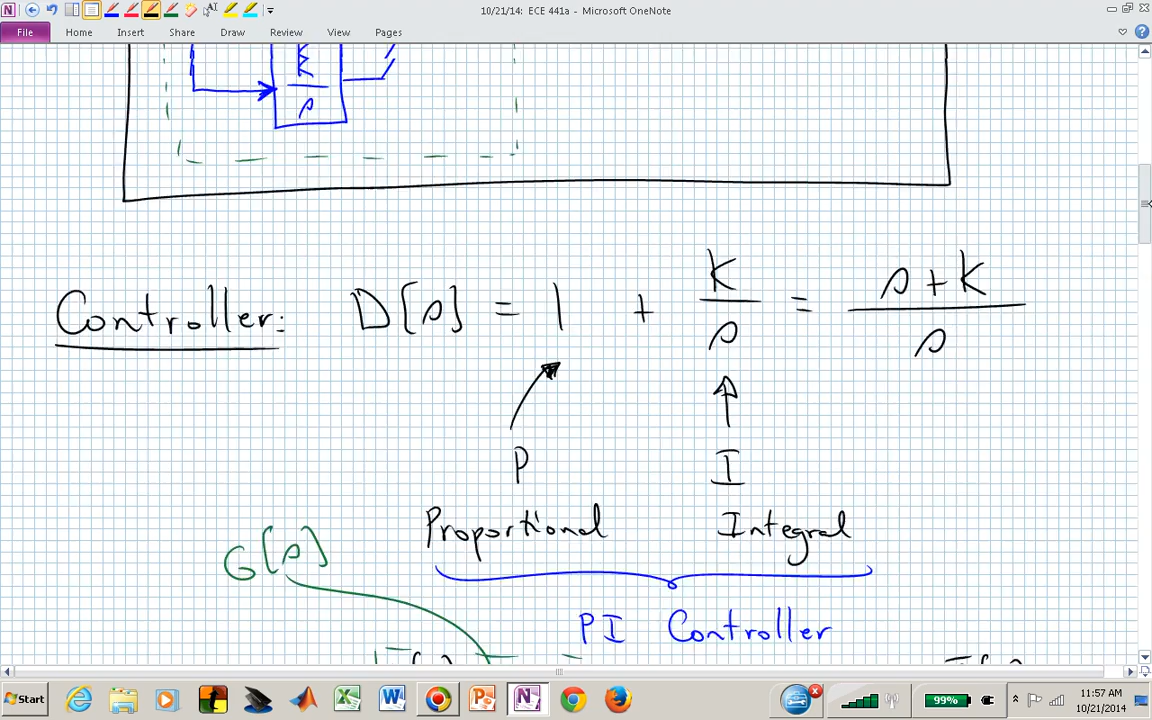 10/21/14: ECE 441a - Microsoft OneNote
File Home Insert Share Draw Review View Pages
K
s
Controller: D[s] = 1 + K/s = s+K/s
P I
Proportional Integral
G[s]
PI Controller
Start 99% 11:57 AM
10/21/2014